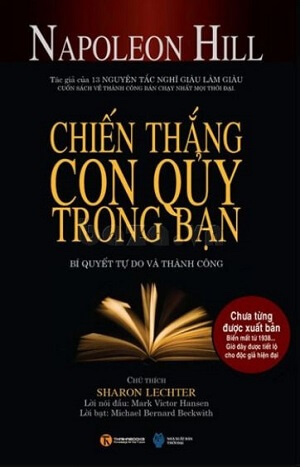 NAPOLEON HILL
Tác giả của 13 NGUYÊN TẮC NGHĨ GIÀU LÀM GIÀU
CUỐN SÁCH VỀ THÀNH CÔNG BÁN CHẠY NHẤT MỌI THỜI ĐẠI
CHIẾN THẮNG
CON QUỶ
TRONG BẠN
BÍ QUYẾT TỰ DO VÀ THÀNH CÔNG
Chưa từng
được xuất bản
Biến mất từ 1938...
Giờ đây được tiết lộ
cho độc giả hiện đại
CHÚ THÍCH
SHARON LECHTER
Lời nói đầu: Mark Victor Hansen
Lời bạt: Michael Bernard Beckwith
THAIHABOOKS